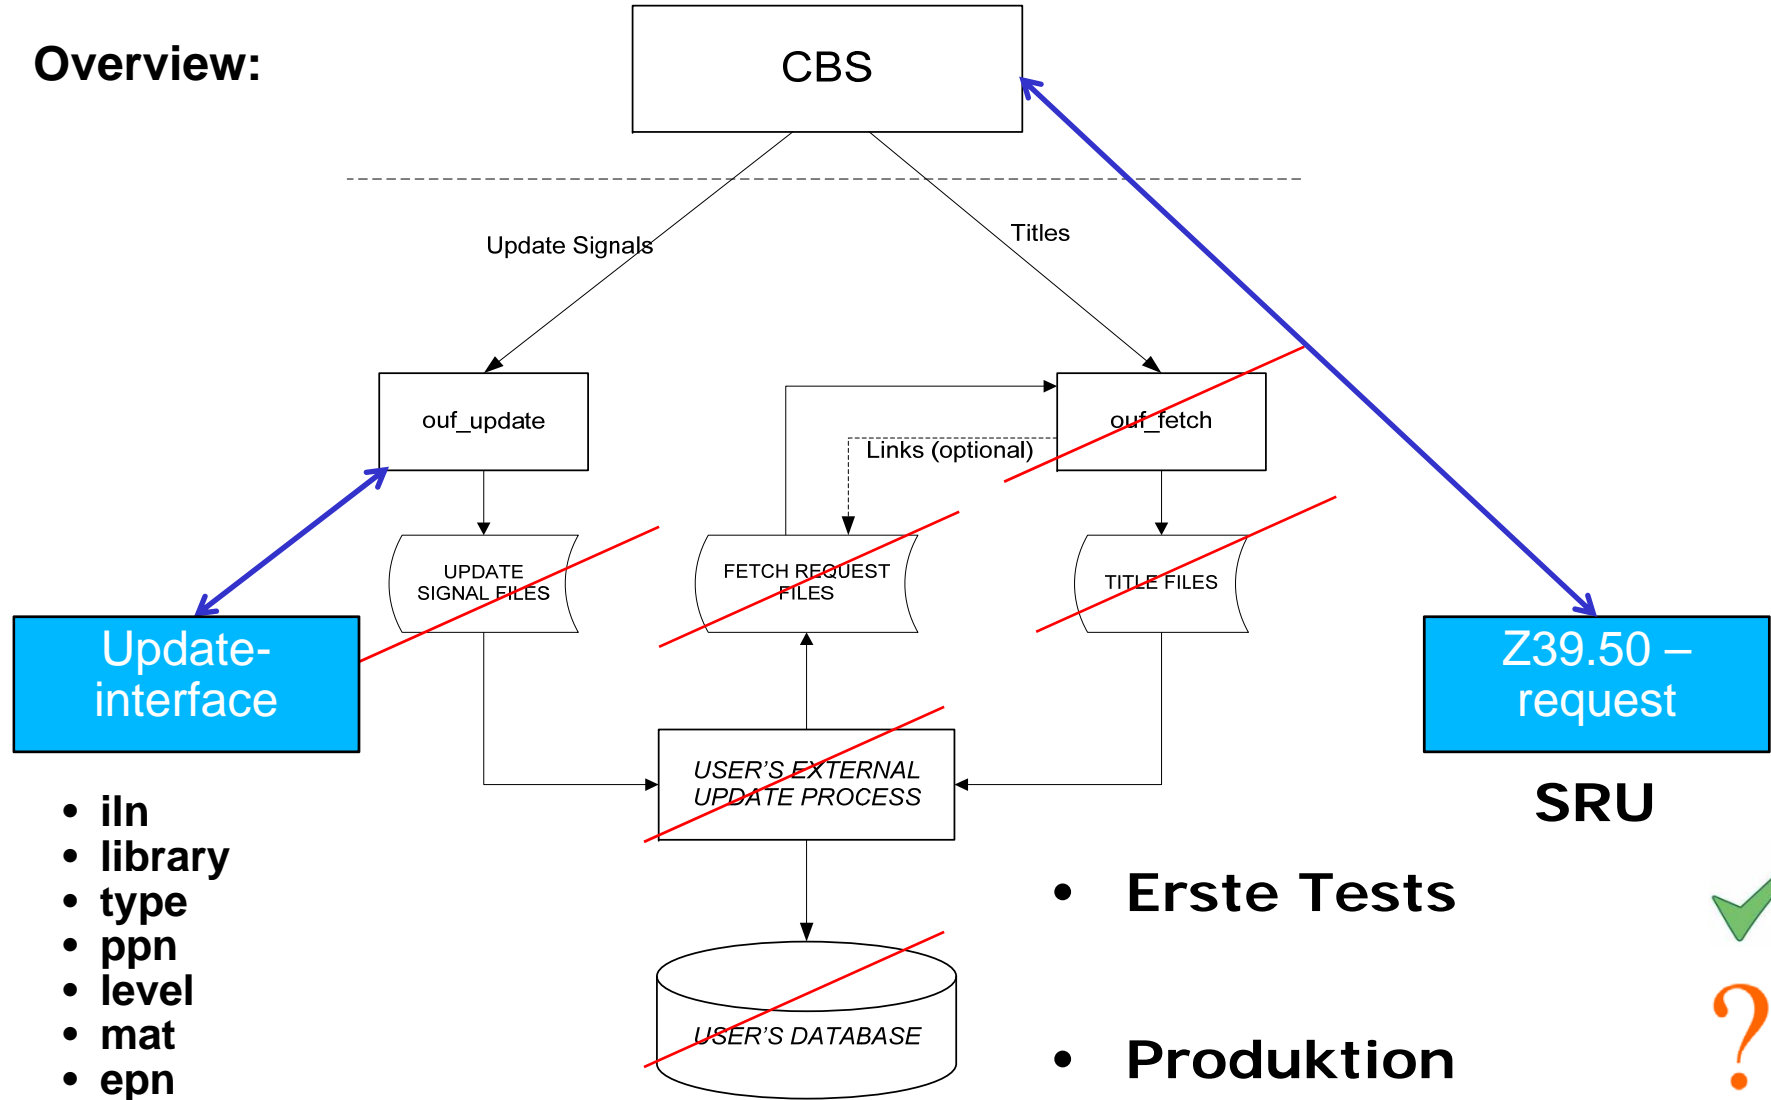 Overview:
CBS
Update Signals
Titles
ouf_update
ouf_fetch
Links (optional)
UPDATE
SIGNAL FILES
FETCH REQUEST
FILES
TITLE FILES
Update-
interface
Z39.50 –
request
USER'S EXTERNAL
UPDATE PROCESS
SRU
• iln
• library
• type
• ppn
• level
• mat
• epn
• Erste Tests
USER'S DATABASE
• Produktion
?